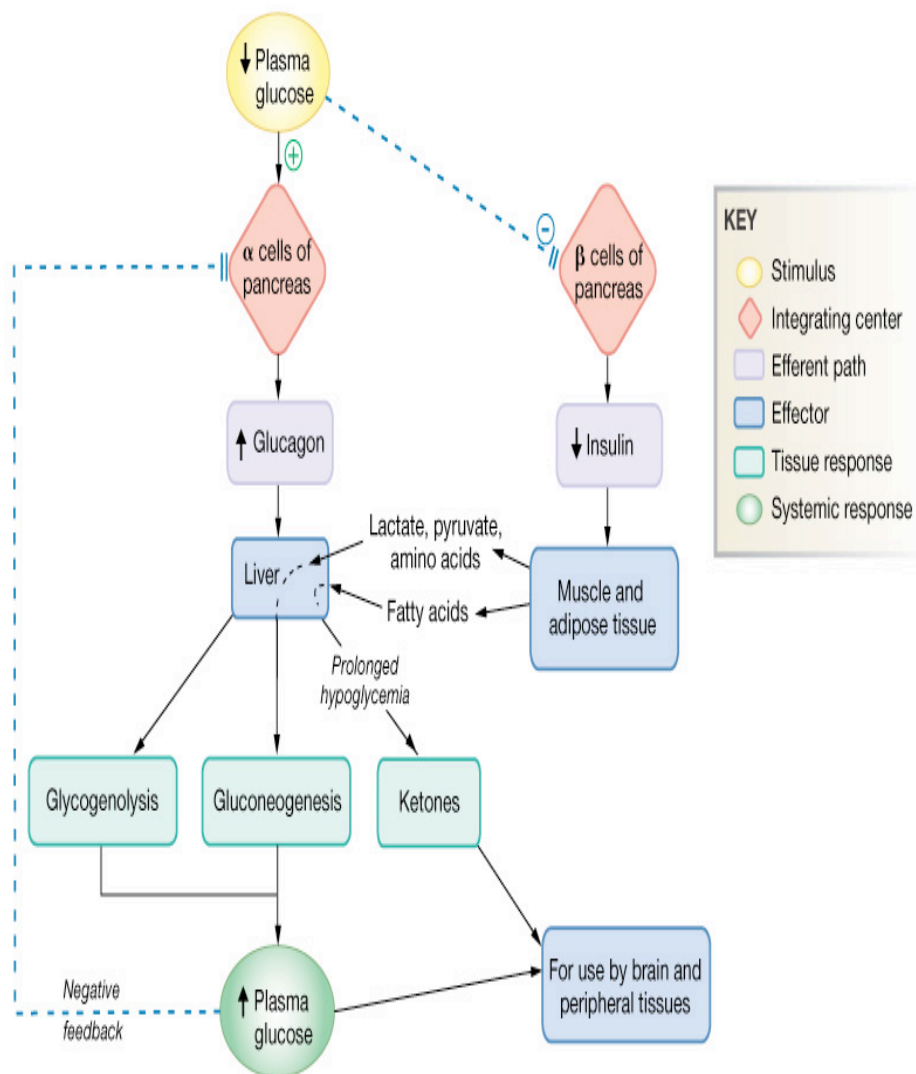 ↓ Plasma
glucose
+
-
α cells of
pancreas
β cells of
pancreas
↑ Glucagon
↓ Insulin
Lactate, pyruvate,
amino acids
Liver
Fatty acids
Muscle and
adipose tissue
Prolonged
hypoglycemia
Glycogenolysis
Gluconeogenesis
Ketones
For use by brain and
peripheral tissues
↑ Plasma
glucose
Negative
feedback
KEY
Stimulus
Integrating center
Efferent path
Effector
Tissue response
Systemic response